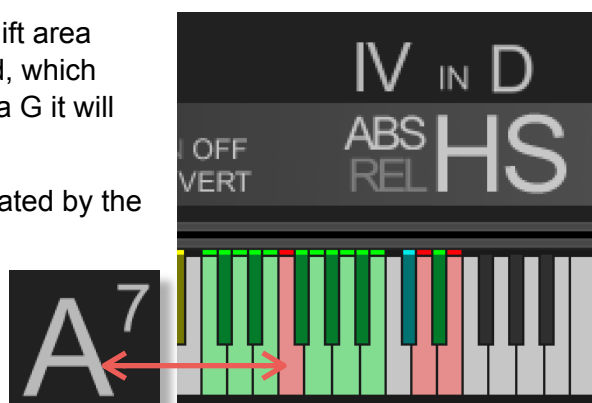 ift area
d, which
a G it will
ated by the
IV IN D
OFF
VERT
ABS
REL
HS
A7